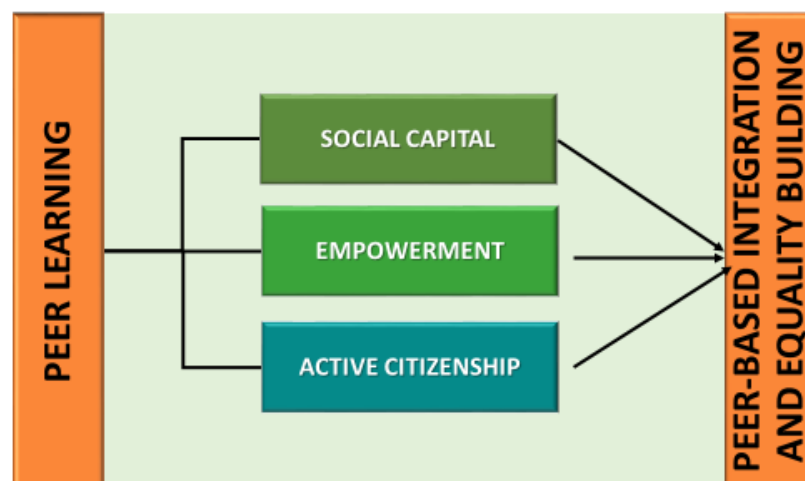 PEER LEARNING
SOCIAL CAPITAL
EMPOWERMENT
ACTIVE CITIZENSHIP
PEER-BASED INTEGRATION
AND EQUALITY BUILDING